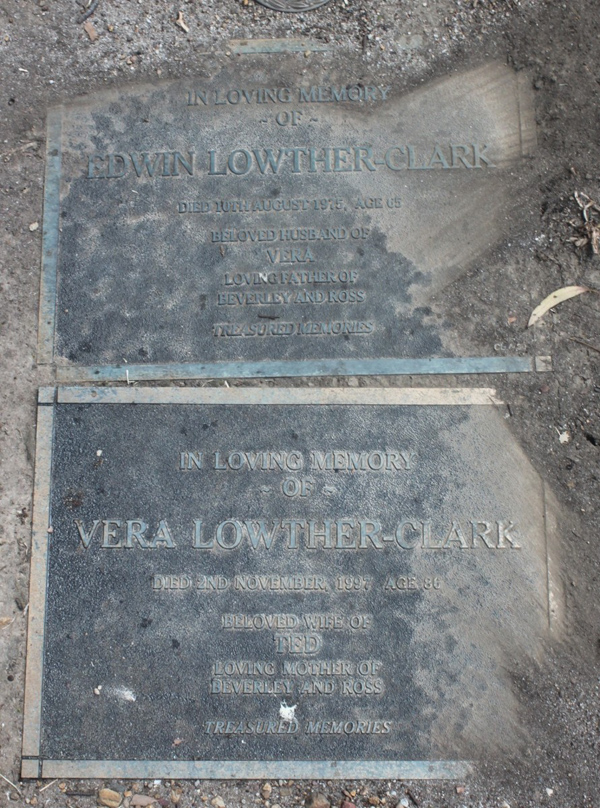 IN LOVING MEMORY
~ OF ~
EDWIN LOWTHER-CLARK
DIED 10TH AUGUST 1975, AGE 65
BELOVED HUSBAND OF
VERA
LOVING FATHER OF
BEVERLEY AND ROSS
TREASURED MEMORIES
IN LOVING MEMORY
~ OF ~
VERA LOWTHER-CLARK
DIED 2ND NOVEMBER, 1997 AGE 86
BELOVED WIFE OF
TED
LOVING MOTHER OF
BEVERLEY AND ROSS
TREASURED MEMORIES